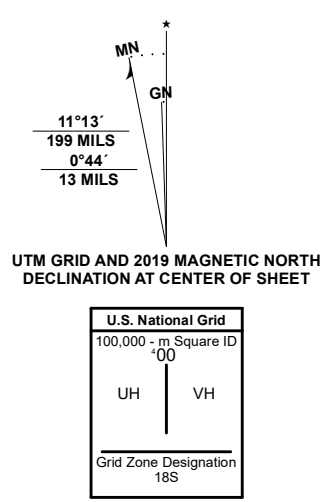 ★
MN
GN
11°13´
199 MILS
0°44´
13 MILS
UTM GRID AND 2019 MAGNETIC NORTH
DECLINATION AT CENTER OF SHEET
U.S. National Grid
100,000 - m Square ID
⁴00
UH VH
Grid Zone Designation
18S